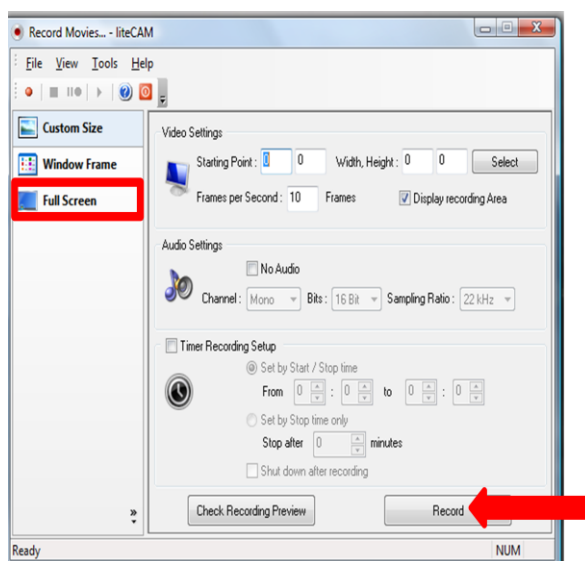 Record Movies... - liteCAM
File View Tools Help
Custom Size
Window Frame
Full Screen
Video Settings
Starting Point : 0 0 Width, Height : 0 0 Select
Frames per Second : 10 Frames Display recording Area
Audio Settings
No Audio
Channel : Mono Bits : 16 Bit Sampling Ratio : 22 kHz
Timer Recording Setup
Set by Start / Stop time
From 0 : 0 to 0 : 0
Set by Stop time only
Stop after 0 minutes
Shut down after recording
Check Recording Preview Record
Ready NUM